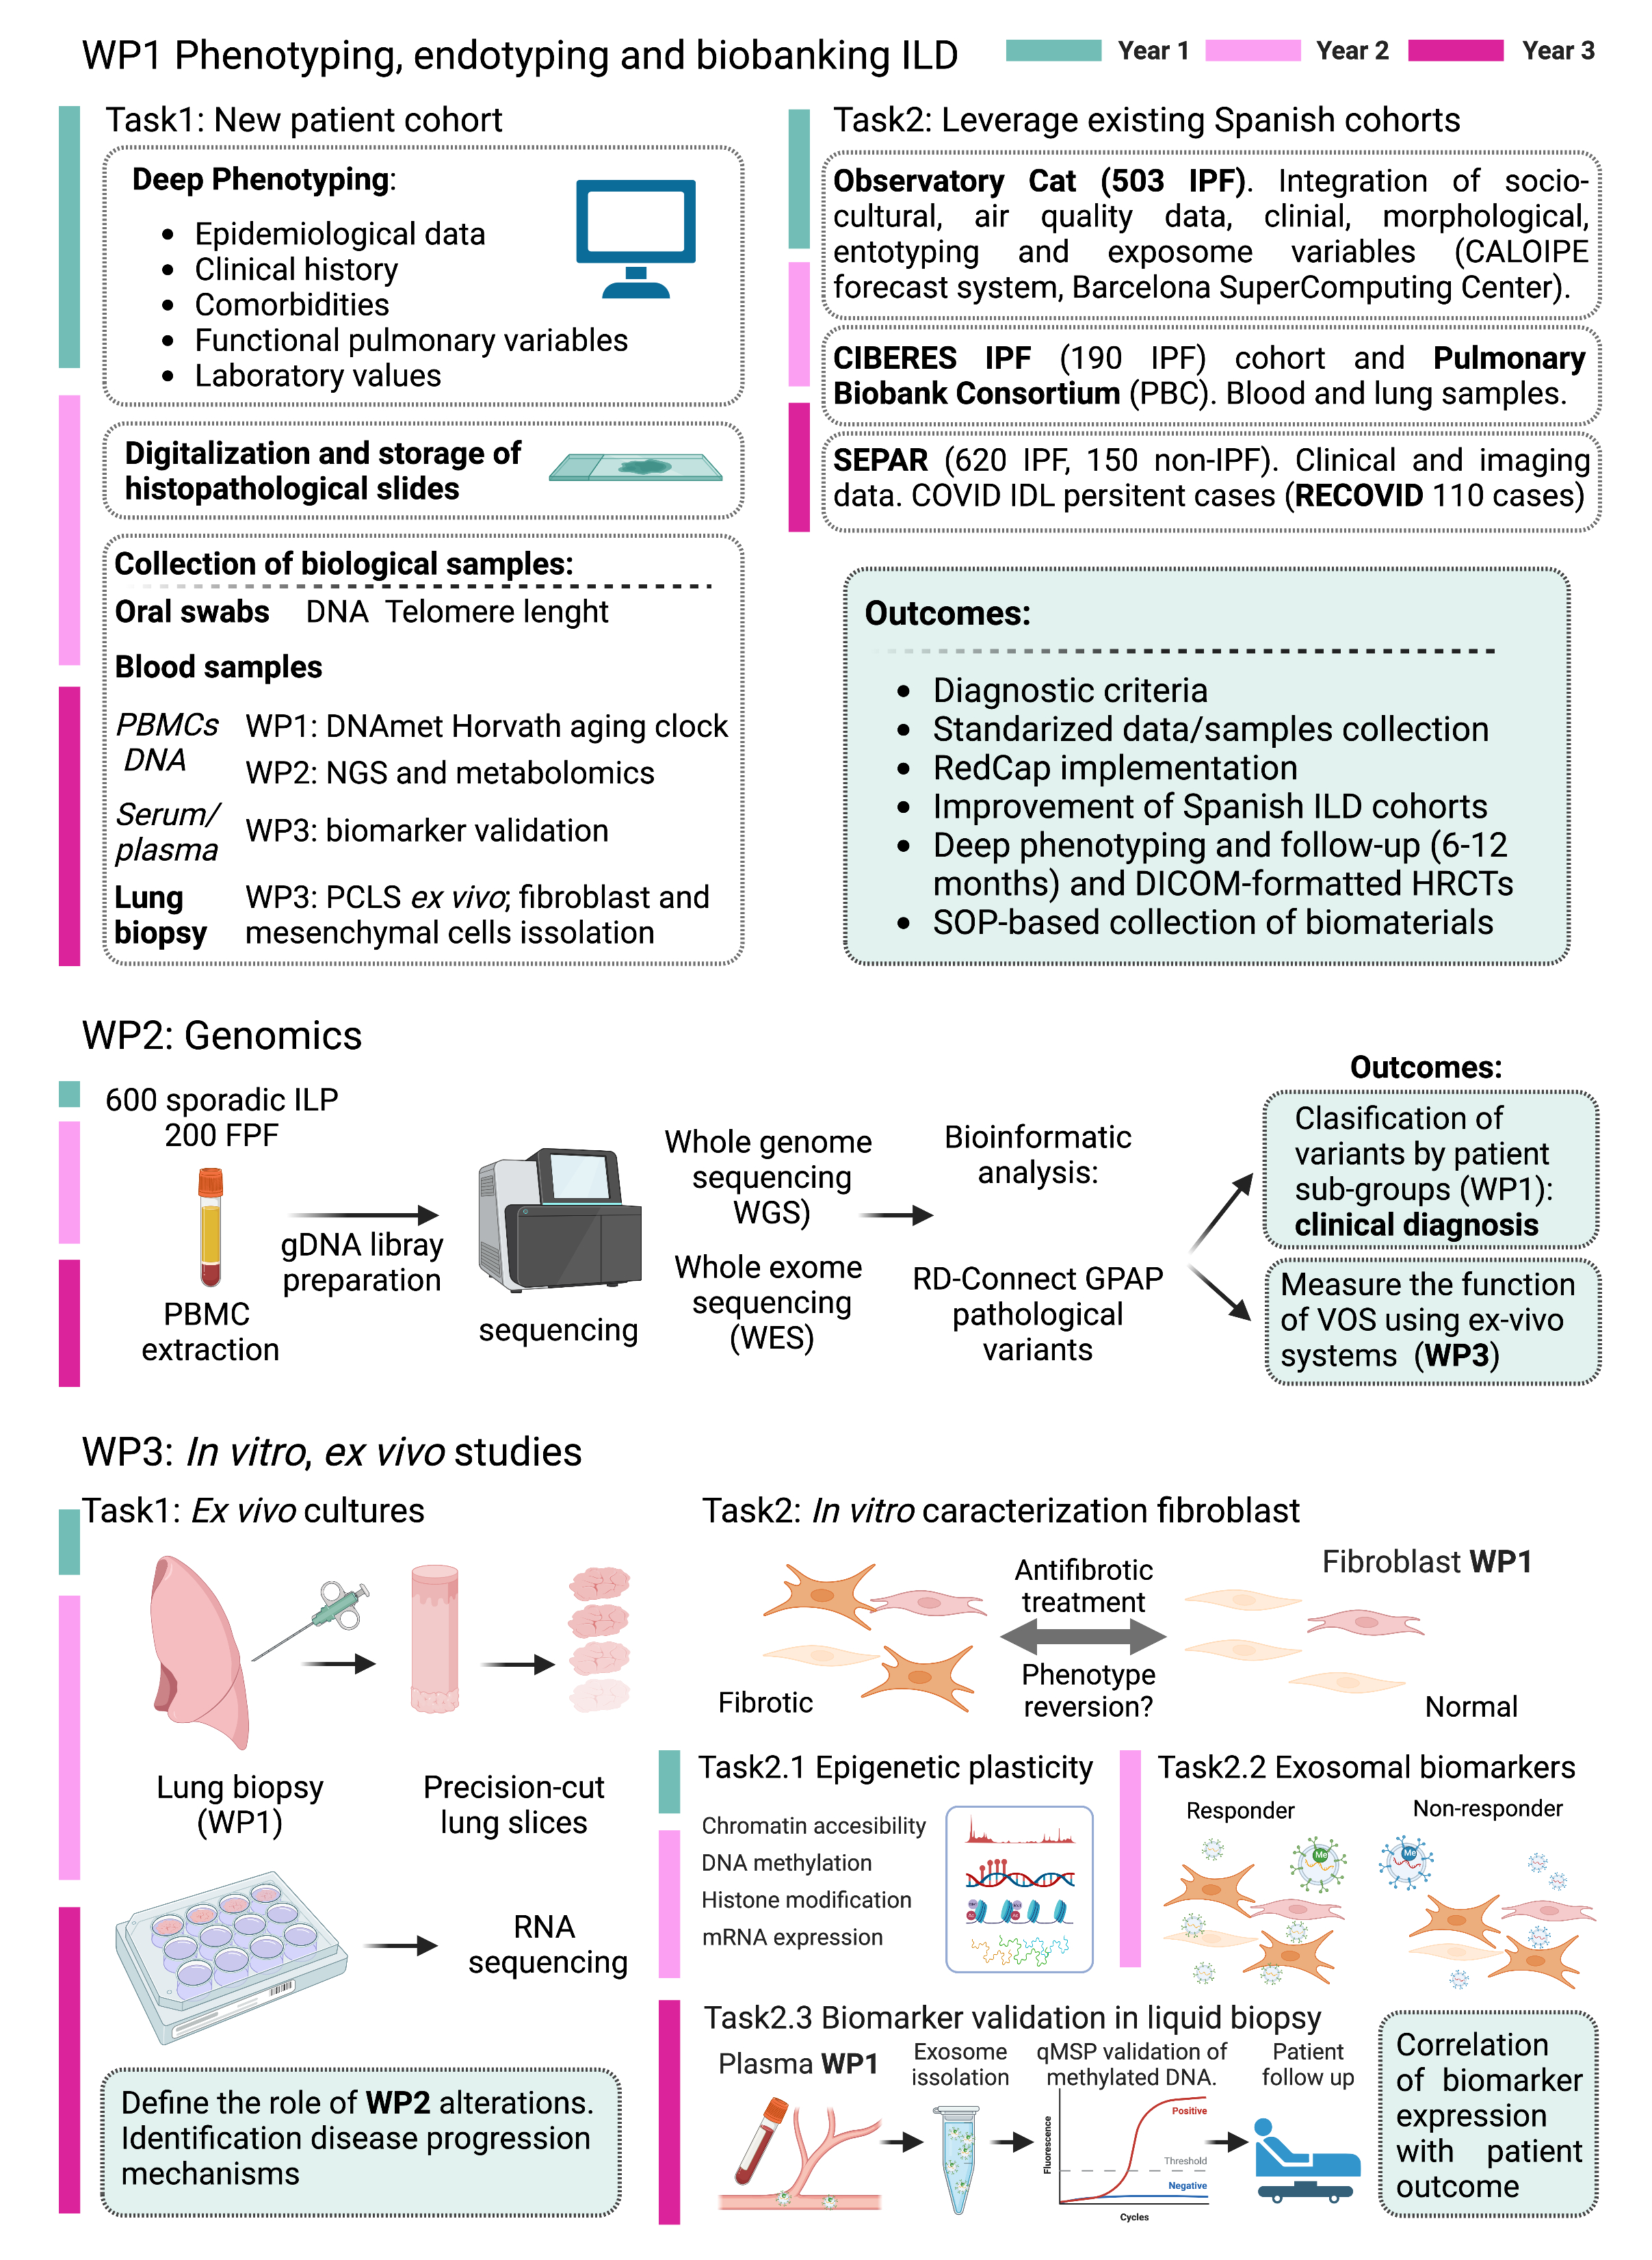 WP1 Phenotyping, endotyping and biobanking ILD
Year 1
Year 2
Year 3
Task1: New patient cohort
Deep Phenotyping:
• Epidemiological data
• Clinical history
• Comorbidities
• Functional pulmonary variables
• Laboratory values
Digitalization and storage of
histopathological slides
Collection of biological samples:
Oral swabs DNA Telomere lenght
Blood samples
PBMCs WP1: DNAmet Horvath aging clock
DNA
WP2: NGS and metabolomics
Serum/
plasma
WP3: biomarker validation
Lung WP3: PCLS ex vivo; fibroblast and
biopsy mesenchymal cells issolation
Task2: Leverage existing Spanish cohorts
Observatory Cat (503 IPF). Integration of socio-
cultural, air quality data, clinial, morphological,
entotyping and exposome variables (CALOIPE
forecast system, Barcelona SuperComputing Center).
CIBERES IPF (190 IPF) cohort and Pulmonary
Biobank Consortium (PBC). Blood and lung samples.
SEPAR (620 IPF, 150 non-IPF). Clinical and imaging
data. COVID IDL persitent cases (RECOVID 110 cases)
Outcomes:
• Diagnostic criteria
• Standarized data/samples collection
• RedCap implementation
• Improvement of Spanish ILD cohorts
• Deep phenotyping and follow-up (6-12
months) and DICOM-formatted HRCTs
• SOP-based collection of biomaterials
WP2: Genomics
600 sporadic ILP
200 FPF
PBMC
extraction
gDNA libray
preparation
sequencing
Whole genome
sequencing
WGS)
Whole exome
sequencing
(WES)
Bioinformatic
analysis:
RD-Connect GPAP
pathological
variants
Outcomes:
Clasification of
variants by patient
sub-groups (WP1):
clinical diagnosis
Measure the function
of VOS using ex-vivo
systems (WP3)
WP3: In vitro, ex vivo studies
Task1: Ex vivo cultures
Lung biopsy
(WP1)
Precision-cut
lung slices
RNA
sequencing
Define the role of WP2 alterations.
Identification disease progression
mechanisms
Task2: In vitro caracterization fibroblast
Fibrotic
Antifibrotic
treatment
Phenotype
reversion?
Fibroblast WP1
Normal
Task2.1 Epigenetic plasticity
Chromatin accesibility
DNA methylation
Histone modification
mRNA expression
Task2.2 Exosomal biomarkers
Responder
Non-responder
Me
Me
Task2.3 Biomarker validation in liquid biopsy
Plasma WP1
Exosome
issolation
qMSP validation of
methylated DNA.
Fluorescence
Positive
Threshold
Negative
Cycles
Patient
follow up
Correlation
of biomarker
expression
with patient
outcome